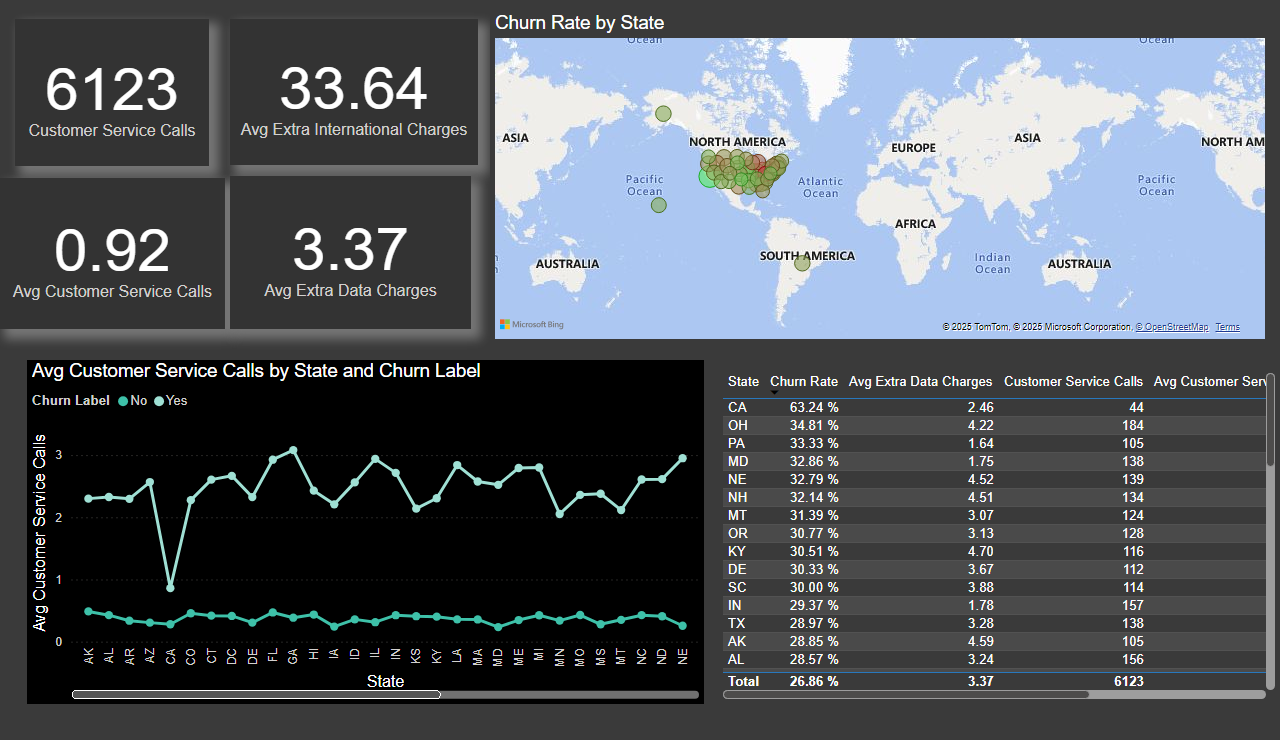 6123
Customer Service Calls
33.64
Avg Extra International Charges
0.92
Avg Customer Service Calls
3.37
Avg Extra Data Charges
Churn Rate by State
Ocean
Ocean
ASIA
NORTH AMERICA
EUROPE
ASIA
NORTH AM
Pacific
Ocean
Atlantic
Ocean
Pacific
Ocean
AFRICA
SOUTH AMERICA
Indian
Ocean
AUSTRALIA
AUSTRALIA
Microsoft Bing
© 2025 TomTom, © 2025 Microsoft Corporation, © OpenStreetMap Terms
Avg Customer Service Calls by State and Churn Label
Churn Label No Yes
Avg Customer Service Calls
3
2
1
0
AK AL AR AZ CA CO CT DC DE FL GA HI IA ID IL IN KS KY LA MA MD ME MI MN MO MS MT NC ND NE
State
State Churn Rate Avg Extra Data Charges Customer Service Calls Avg Customer Serv
CA 63.24 % 2.46 44
OH 34.81 % 4.22 184
PA 33.33 % 1.64 105
MD 32.86 % 1.75 138
NE 32.79 % 4.52 139
NH 32.14 % 4.51 134
MT 31.39 % 3.07 124
OR 30.77 % 3.13 128
KY 30.51 % 4.70 116
DE 30.33 % 3.67 112
SC 30.00 % 3.88 114
IN 29.37 % 1.78 157
TX 28.97 % 3.28 138
AK 28.85 % 4.59 105
AL 28.57 % 3.24 156
Total 26.86 % 3.37 6123